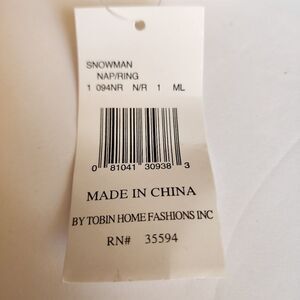 SNOWMAN
NAP/RING
1 094NR N/R 1 ML
0 81041 30938 3
MADE IN CHINA
BY TOBIN HOME FASHIONS INC
RN# 35594